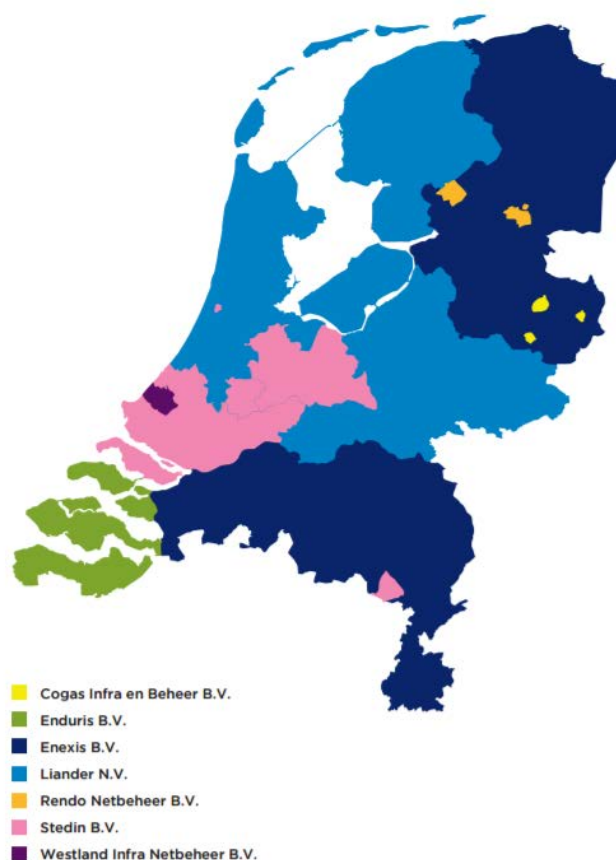 Cogas Infra en Beheer B.V.
Enduris B.V.
Enexis B.V.
Liander N.V.
Rendo Netbeheer B.V.
Stedin B.V.
Westland Infra Netbeheer B.V.